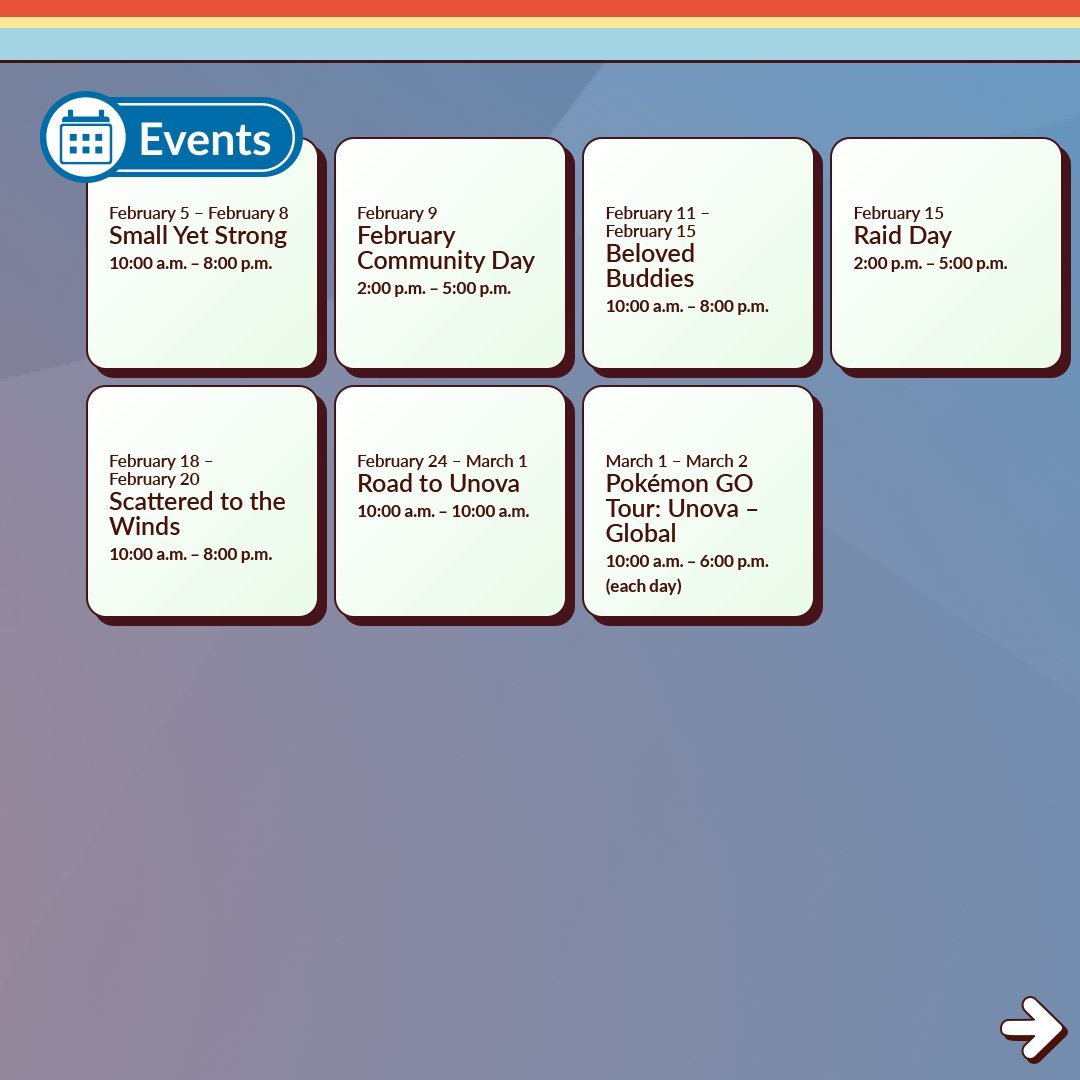 Events
February 5 – February 8
Small Yet Strong
10:00 a.m. – 8:00 p.m.
February 9
February
Community Day
2:00 p.m. – 5:00 p.m.
February 11 –
February 15
Beloved
Buddies
10:00 a.m. – 8:00 p.m.
February 15
Raid Day
2:00 p.m. – 5:00 p.m.
February 18 –
February 20
Scattered to the
Winds
10:00 a.m. – 8:00 p.m.
February 24 – March 1
Road to Unova
10:00 a.m. – 10:00 a.m.
March 1 – March 2
Pokémon GO
Tour: Unova –
Global
10:00 a.m. – 6:00 p.m.
(each day)